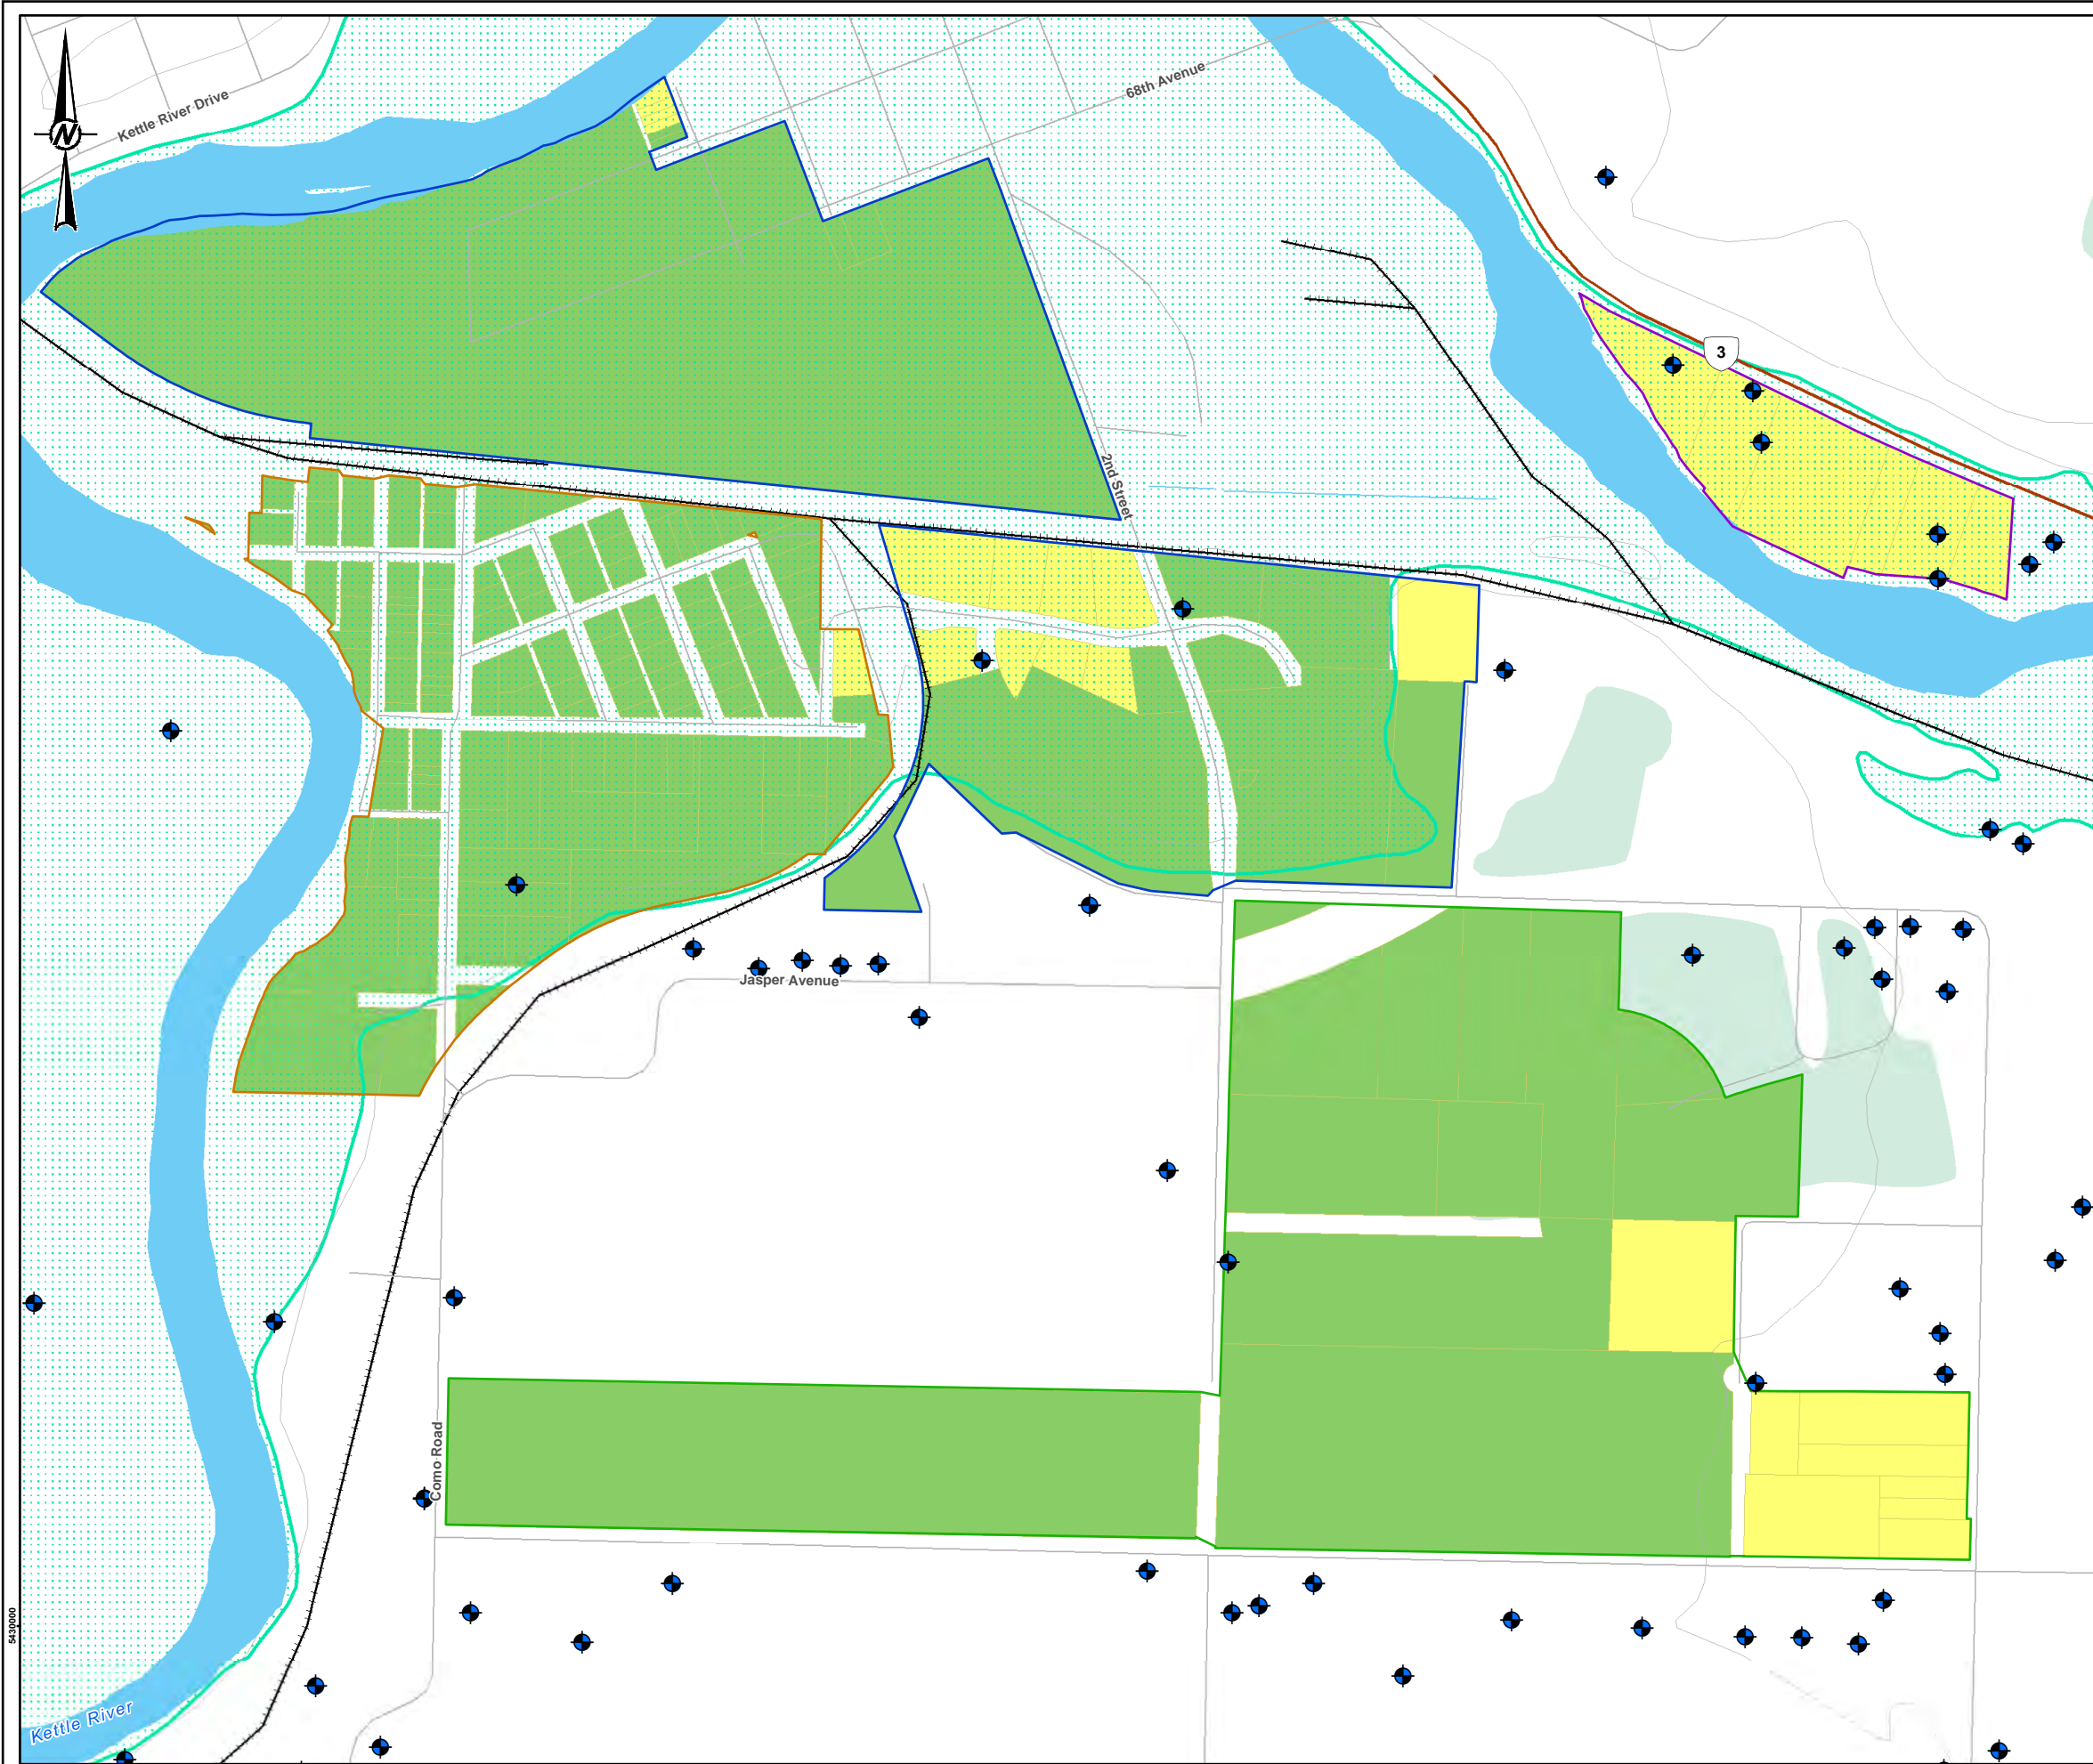 N
Kettle River Drive
68th Avenue
3
2nd Street
Jasper Avenue
Como Road
5430000
Kettle River